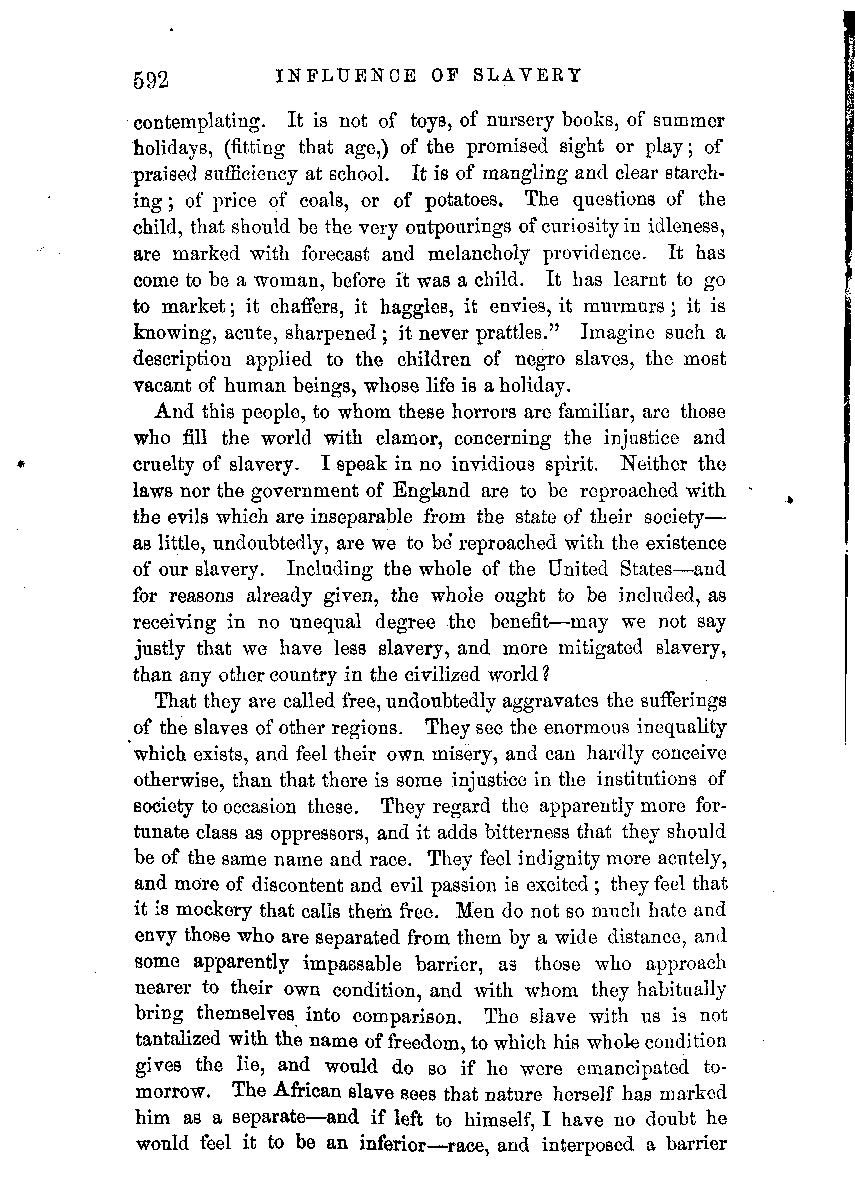 592 INFLUENCE OF SLAVERY
contemplating. It is not of toys, of nursery books, of summer
holidays, (fitting that age,) of the promised sight or play; of
praised sufficiency at school. It is of mangling and clear starch-
ing; of price of coals, or of potatoes. The questions of the
child, that should be the very outpourings of curiosity in idleness,
are marked with forecast and melancholy providence. It has
come to be a woman, before it was a child. It has learnt to go
to market; it chaffers, it haggles, it envies, it murmurs; it is
knowing, acute, sharpened; it never prattles.” Imagine such a
description applied to the children of negro slaves, the most
vacant of human beings, whose life is a holiday.
And this people, to whom these horrors are familiar, are those
who fill the world with clamor, concerning the injustice and
cruelty of slavery. I speak in no invidious spirit. Neither the
laws nor the government of England are to be reproached with
the evils which are inseparable from the state of their society—
as little, undoubtedly, are we to be reproached with the existence
of our slavery. Including the whole of the United States—and
for reasons already given, the whole ought to be included, as
receiving in no unequal degree the benefit—may we not say
justly that we have less slavery, and more mitigated slavery,
than any other country in the civilized world?
That they are called free, undoubtedly aggravates the sufferings
of the slaves of other regions. They see the enormous inequality
which exists, and feel their own misery, and can hardly conceive
otherwise, than that there is some injustice in the institutions of
society to occasion these. They regard the apparently more for-
tunate class as oppressors, and it adds bitterness that they should
be of the same name and race. They feel indignity more acutely,
and more of discontent and evil passion is excited; they feel that
it is mockery that calls them free. Men do not so much hate and
envy those who are separated from them by a wide distance, and
some apparently impassable barrier, as those who approach
nearer to their own condition, and with whom they habitually
bring themselves into comparison. The slave with us is not
tantalized with the name of freedom, to which his whole condition
gives the lie, and would do so if he were emancipated to-
morrow. The African slave sees that nature herself has marked
him as a separate—and if left to himself, I have no doubt he
would feel it to be an inferior—race, and interposed a barrier